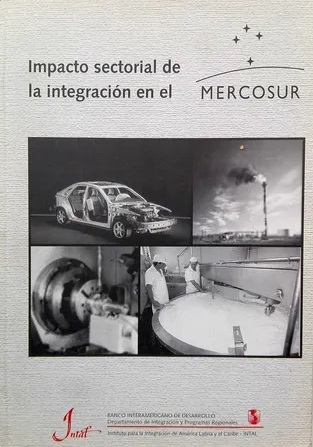 Impacto sectorial de
la integración en el
MERCOSUR
Intal
BANCO INTERAMERICANO DE DESARROLLO
Departamento de Integración y Programas Regionales
Instituto para la Integración de América Latina y el Caribe - INTAL